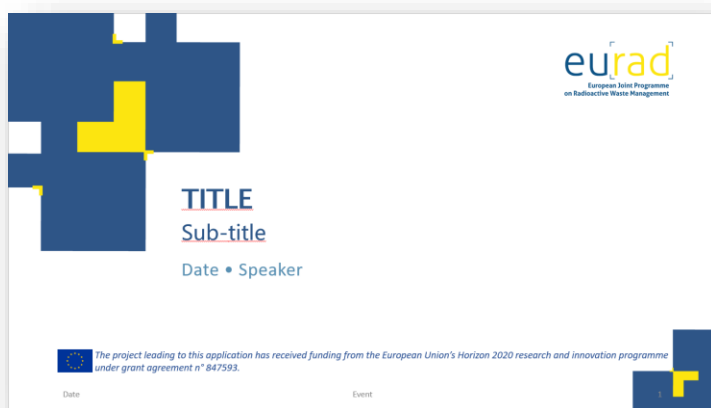 eurad
European Joint Programme
on Radioactive Waste Management
TITLE
Sub-title
Date • Speaker
The project leading to this application has received funding from the European Union's Horizon 2020 research and innovation programme
under grant agreement n° 847593.
Date Event 1